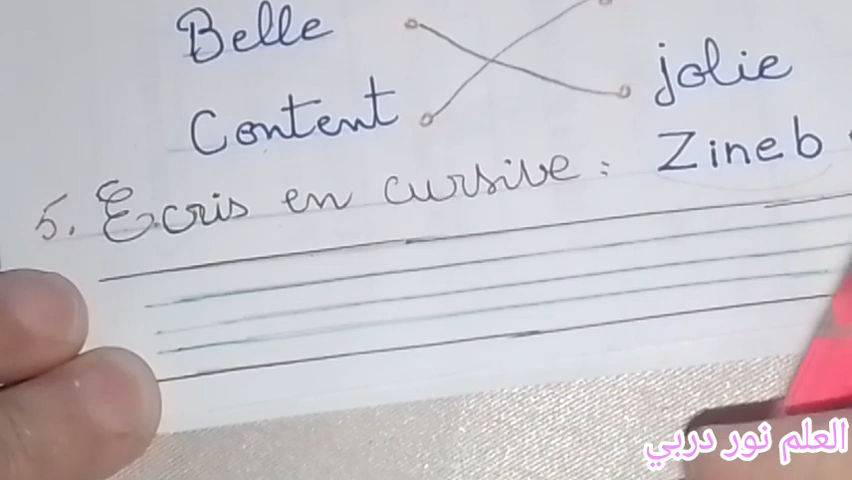 Belle
jolie
Content
Zineb
5. Ecris en cursive :
العلم نور دربي